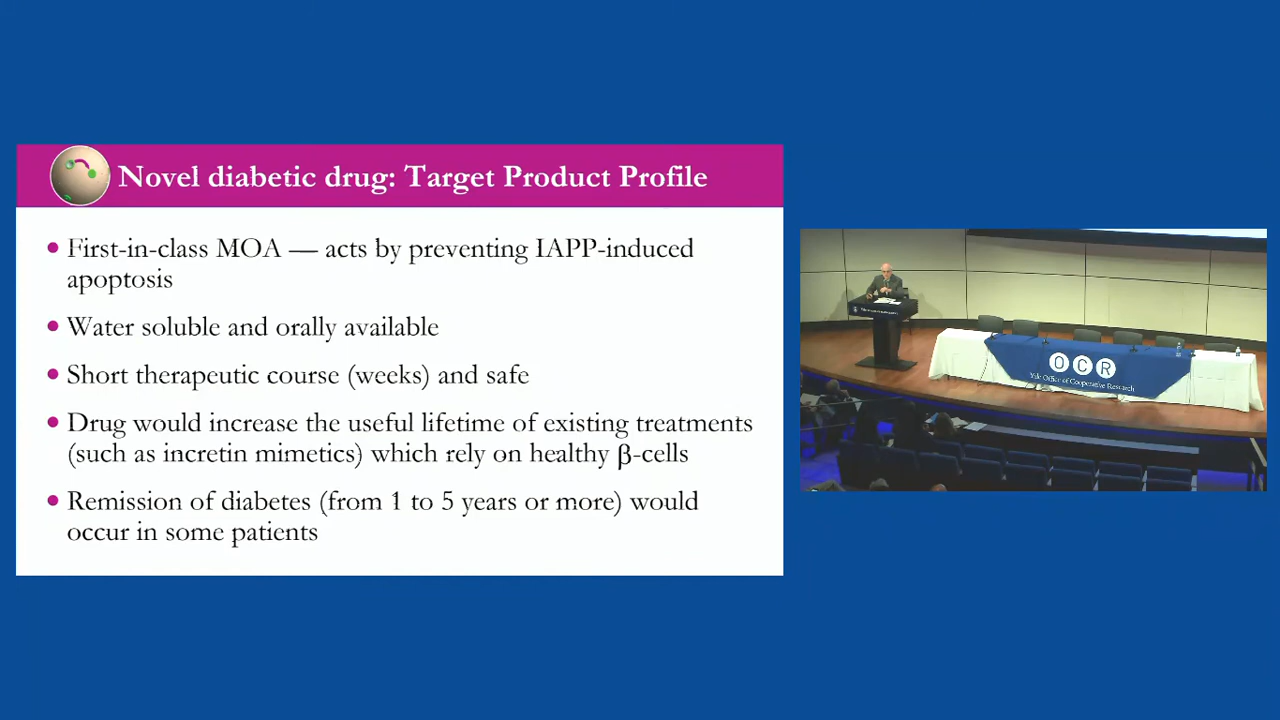 Novel diabetic drug: Target Product Profile
• First-in-class MOA — acts by preventing IAPP-induced
apoptosis
• Water soluble and orally available
• Short therapeutic course (weeks) and safe
• Drug would increase the useful lifetime of existing treatments
(such as incretin mimetics) which rely on healthy β-cells
• Remission of diabetes (from 1 to 5 years or more) would
occur in some patients
OCR
Yale Office of Cooperative Research